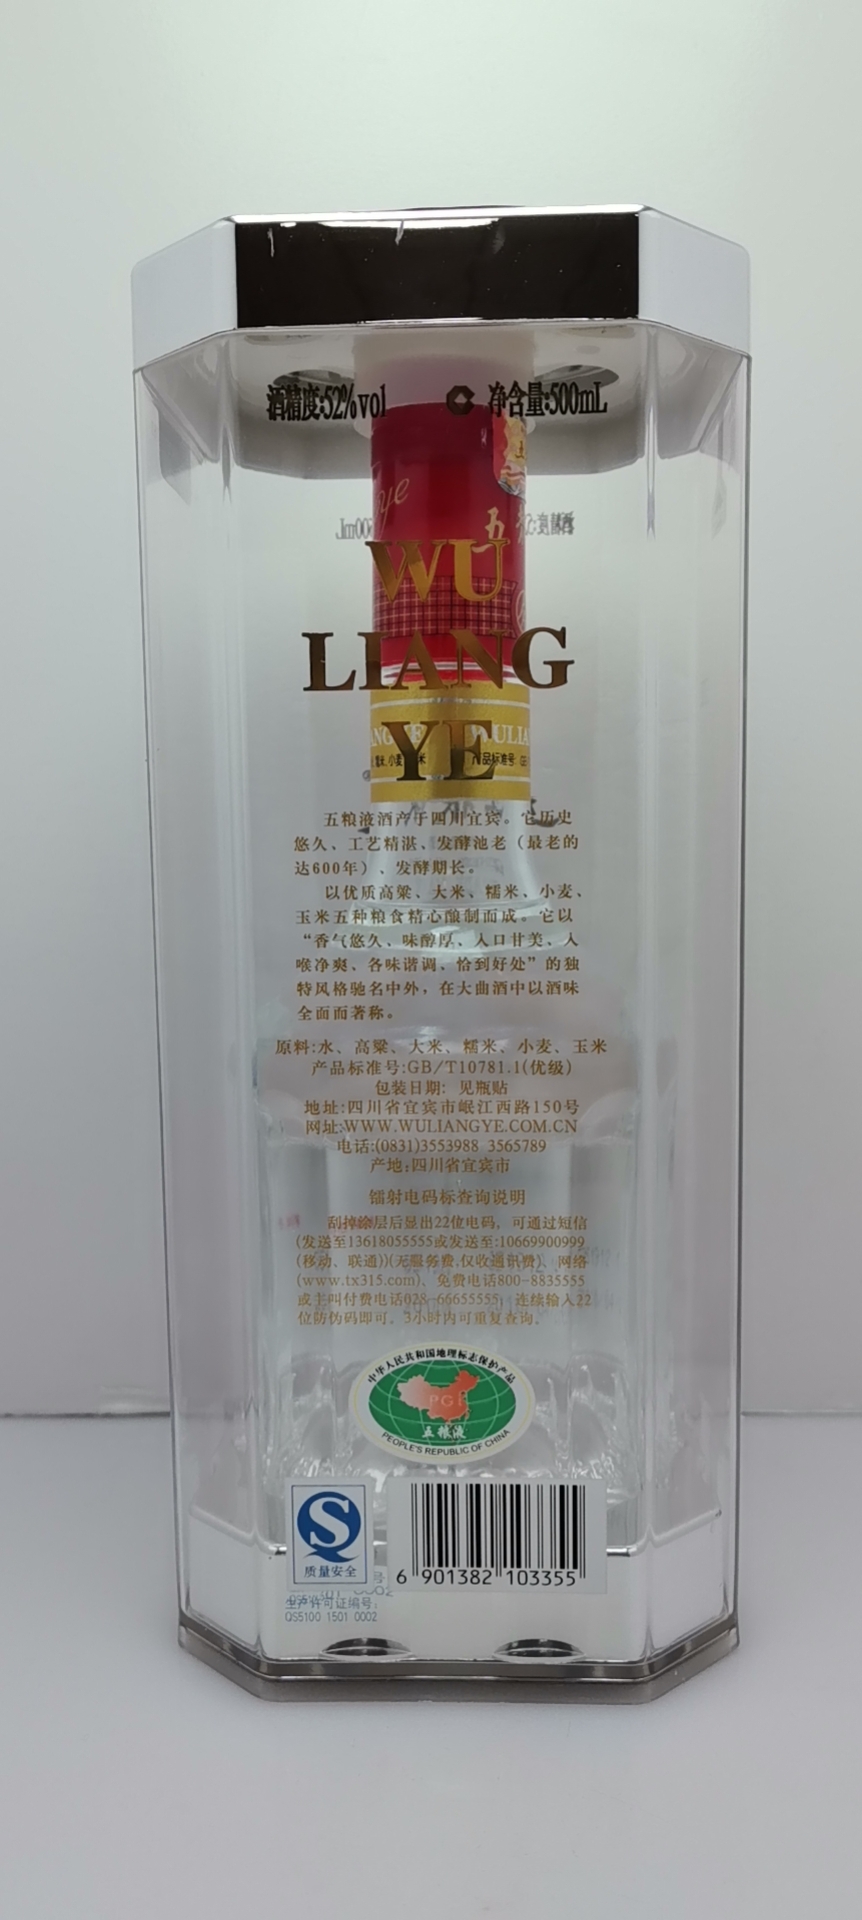 酒精度:52%vol 净含量:500mL
WU
LIANG
YE
五粮液酒产于四川宜宾。它历史
悠久、工艺精湛、发酵池老（最老的
达600年）、发酵期长。
以优质高粱、大米、糯米、小麦、
玉米五种粮食精心酿制而成。它以
“香气悠久、味醇厚、入口甘美、入
喉净爽、各味谐调、恰到好处”的独
特风格驰名中外，在大曲酒中以酒味
全面而著称。
原料:水、高粱、大米、糯米、小麦、玉米
产品标准号:GB/T10781.1(优级)
包装日期: 见瓶贴
地址:四川省宜宾市岷江西路150号
网址:WWW.WULIANGYE.COM.CN
电话:(0831)3553988 3565789
产地:四川省宜宾市
镭射电码标查询说明
刮掉涂层后显出22位电码，可通过短信
(发送至13618055555或发送至:10669900999
(移动、联通))(无服务费,仅收通讯费)、网络
(www.tx315.com)、免费电话800-8835555
或主叫付费电话028-66655555，连续输入22
位防伪码即可。3小时内可重复查询。
中华人民共和国地理标志保护产品
PGI
五粮液
PEOPLE'S REPUBLIC OF CHINA
质量安全
生产许可证编号:
QS5100 1501 0002
6 901382 103355